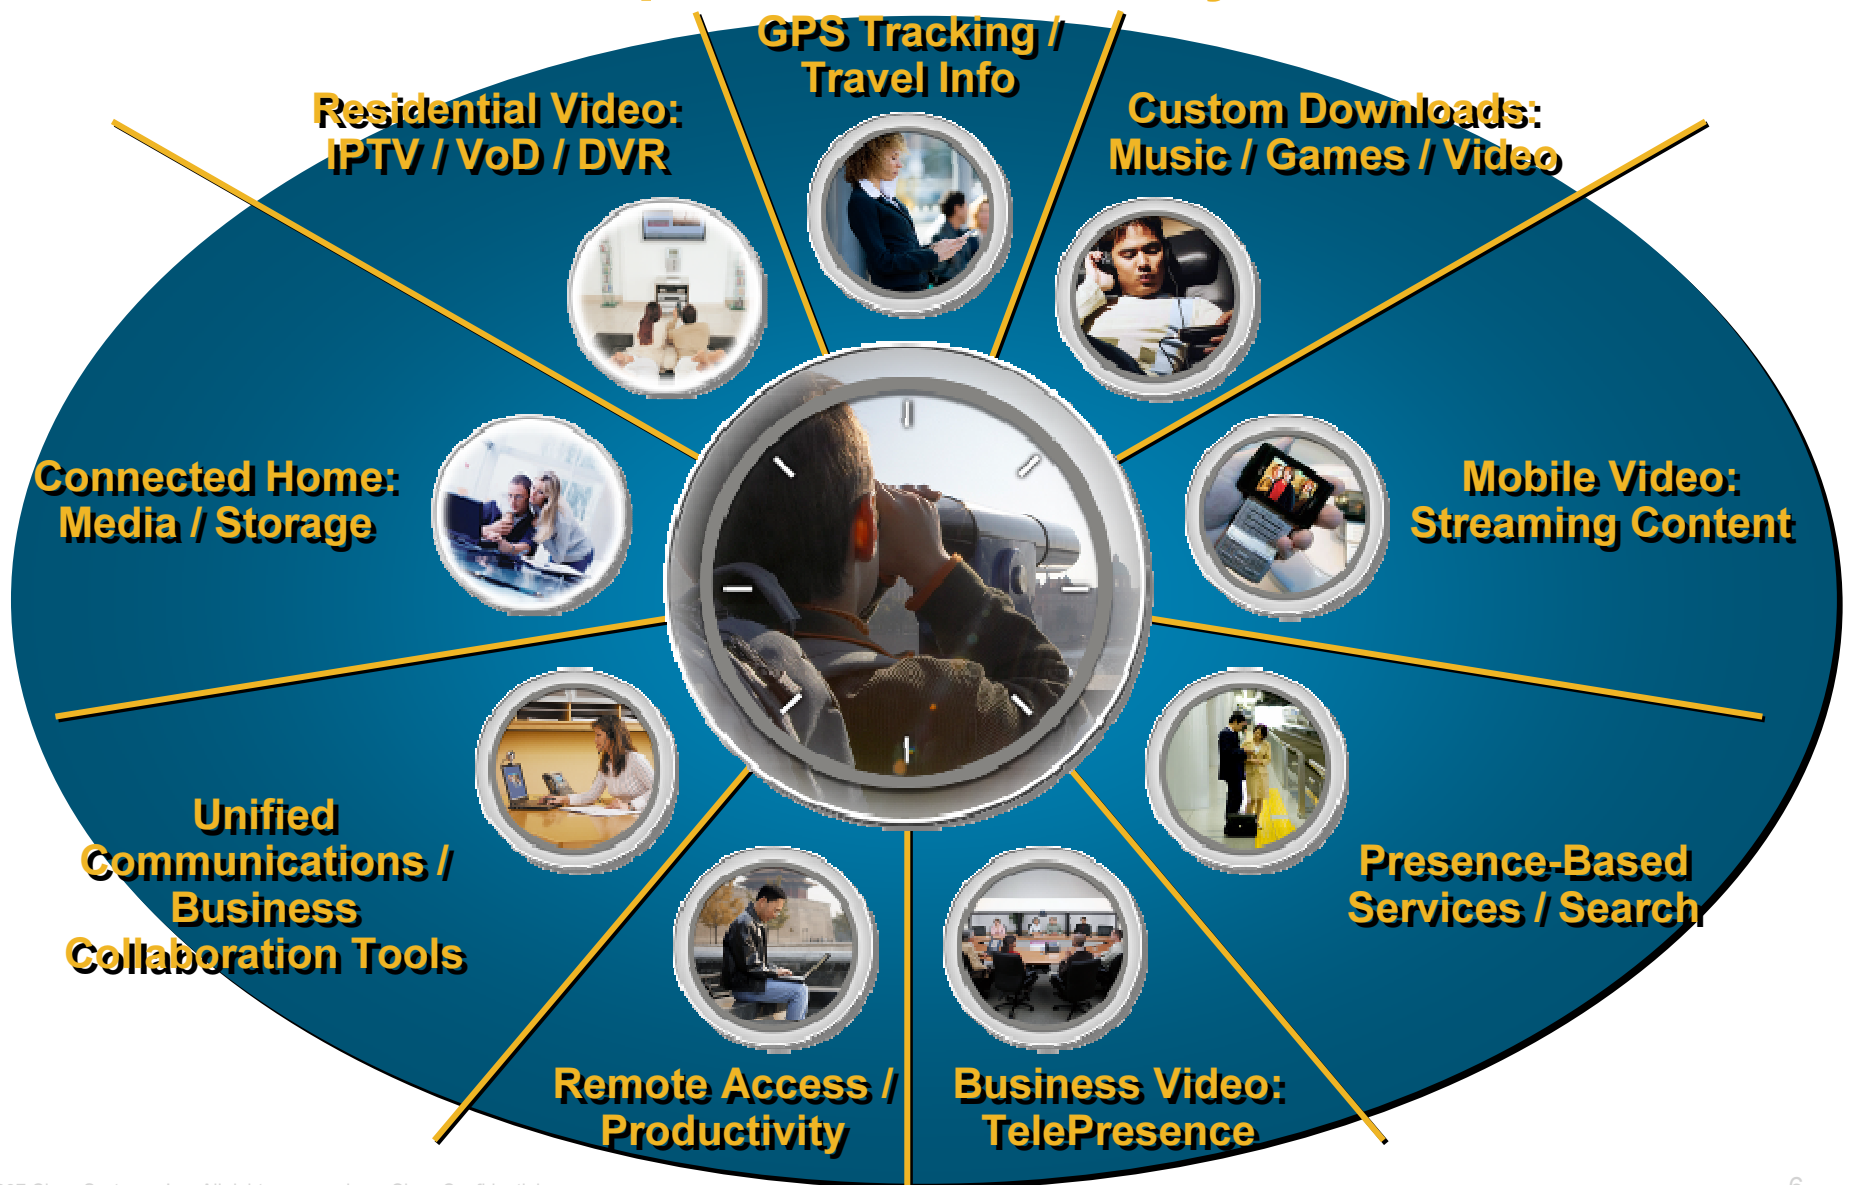 GPS Tracking /
Travel Info
Residential Video:
IPTV / VoD / DVR
Custom Downloads:
Music / Games / Video
Connected Home:
Media / Storage
Mobile Video:
Streaming Content
Unified
Communications /
Business
Collaboration Tools
Presence-Based
Services / Search
Remote Access /
Productivity
Business Video:
TelePresence